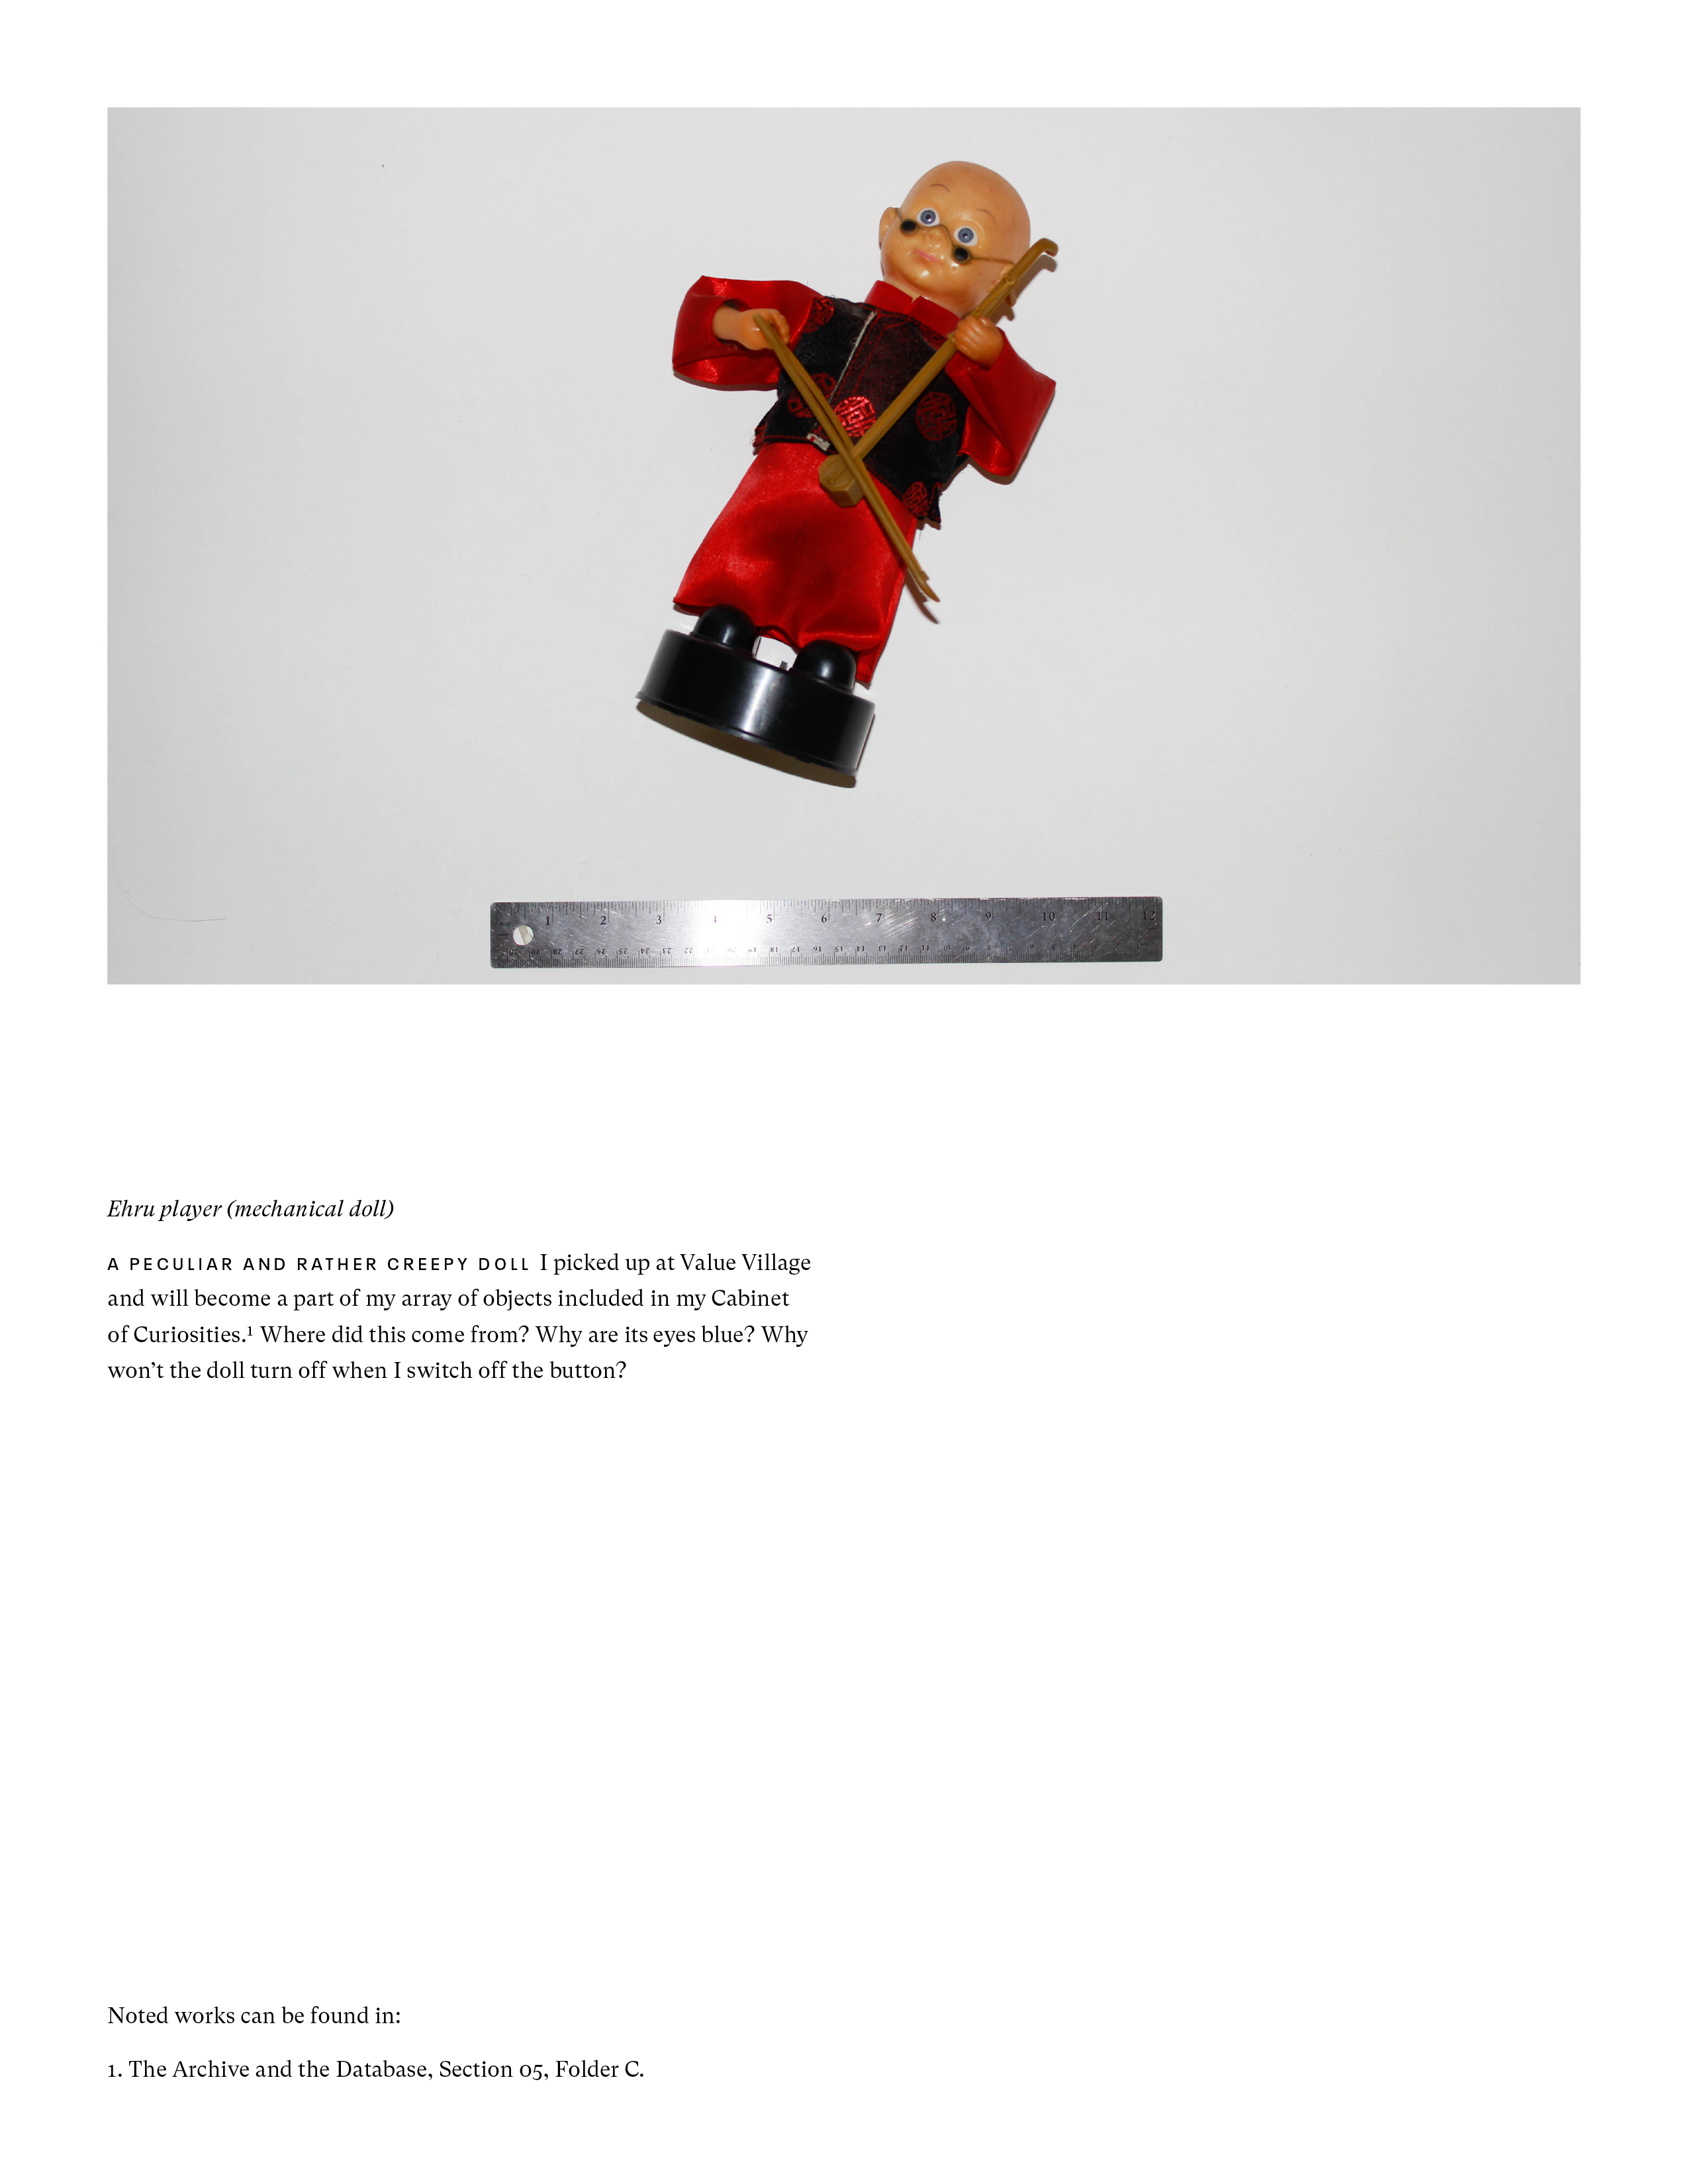 1 2 3 4 5 6 7 8 9 10 11 12
Ehru player (mechanical doll)
A PECULIAR AND RATHER CREEPY DOLL I picked up at Value Village
and will become a part of my array of objects included in my Cabinet
of Curiosities.¹ Where did this come from? Why are its eyes blue? Why
won’t the doll turn off when I switch off the button?
Noted works can be found in:
1. The Archive and the Database, Section 05, Folder C.